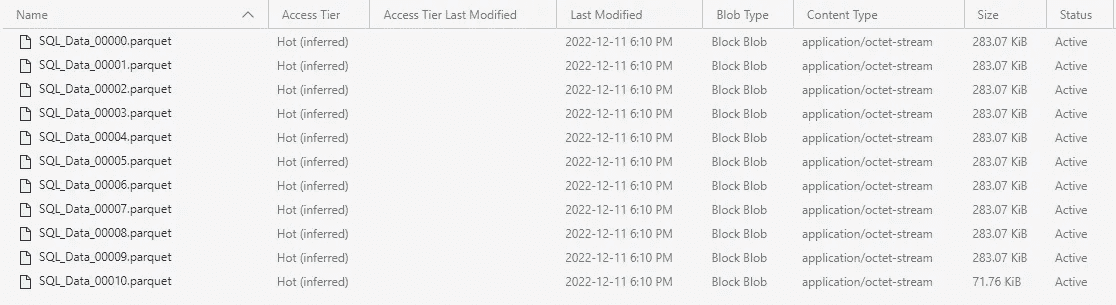 Name Access Tier Access Tier Last Modified Last Modified Blob Type Content Type Size Status
SQL_Data_00000.parquet Hot (inferred) 2022-12-11 6:10 PM Block Blob application/octet-stream 283.07 KiB Active
SQL_Data_00001.parquet Hot (inferred) 2022-12-11 6:10 PM Block Blob application/octet-stream 283.07 KiB Active
SQL_Data_00002.parquet Hot (inferred) 2022-12-11 6:10 PM Block Blob application/octet-stream 283.07 KiB Active
SQL_Data_00003.parquet Hot (inferred) 2022-12-11 6:10 PM Block Blob application/octet-stream 283.07 KiB Active
SQL_Data_00004.parquet Hot (inferred) 2022-12-11 6:10 PM Block Blob application/octet-stream 283.07 KiB Active
SQL_Data_00005.parquet Hot (inferred) 2022-12-11 6:10 PM Block Blob application/octet-stream 283.07 KiB Active
SQL_Data_00006.parquet Hot (inferred) 2022-12-11 6:10 PM Block Blob application/octet-stream 283.07 KiB Active
SQL_Data_00007.parquet Hot (inferred) 2022-12-11 6:10 PM Block Blob application/octet-stream 283.07 KiB Active
SQL_Data_00008.parquet Hot (inferred) 2022-12-11 6:10 PM Block Blob application/octet-stream 283.07 KiB Active
SQL_Data_00009.parquet Hot (inferred) 2022-12-11 6:10 PM Block Blob application/octet-stream 283.07 KiB Active
SQL_Data_00010.parquet Hot (inferred) 2022-12-11 6:10 PM Block Blob application/octet-stream 71.76 KiB Active